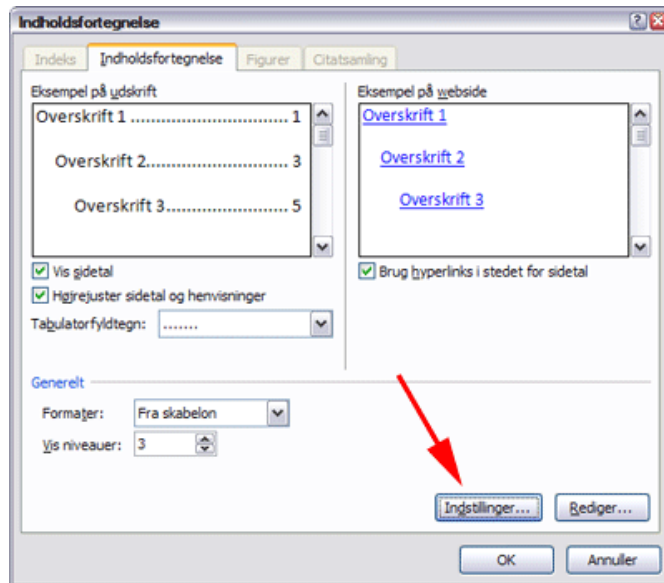 Indholdsfortegnelse
Indeks Indholdsfortegnelse Figurer Citatsamling
Eksempel på udskrift
Overskrift 1 ................................ 1
Overskrift 2............................. 3
Overskrift 3......................... 5
Vis sidetal
Højrejuster sidetal og henvisninger
Tabulatorfyldtegn: .......
Eksempel på webside
Overskrift 1
Overskrift 2
Overskrift 3
Brug hyperlinks i stedet for sidetal
Generelt
Formater: Fra skabelon
Vis niveauer: 3
Indstillinger... Rediger...
OK Annuller